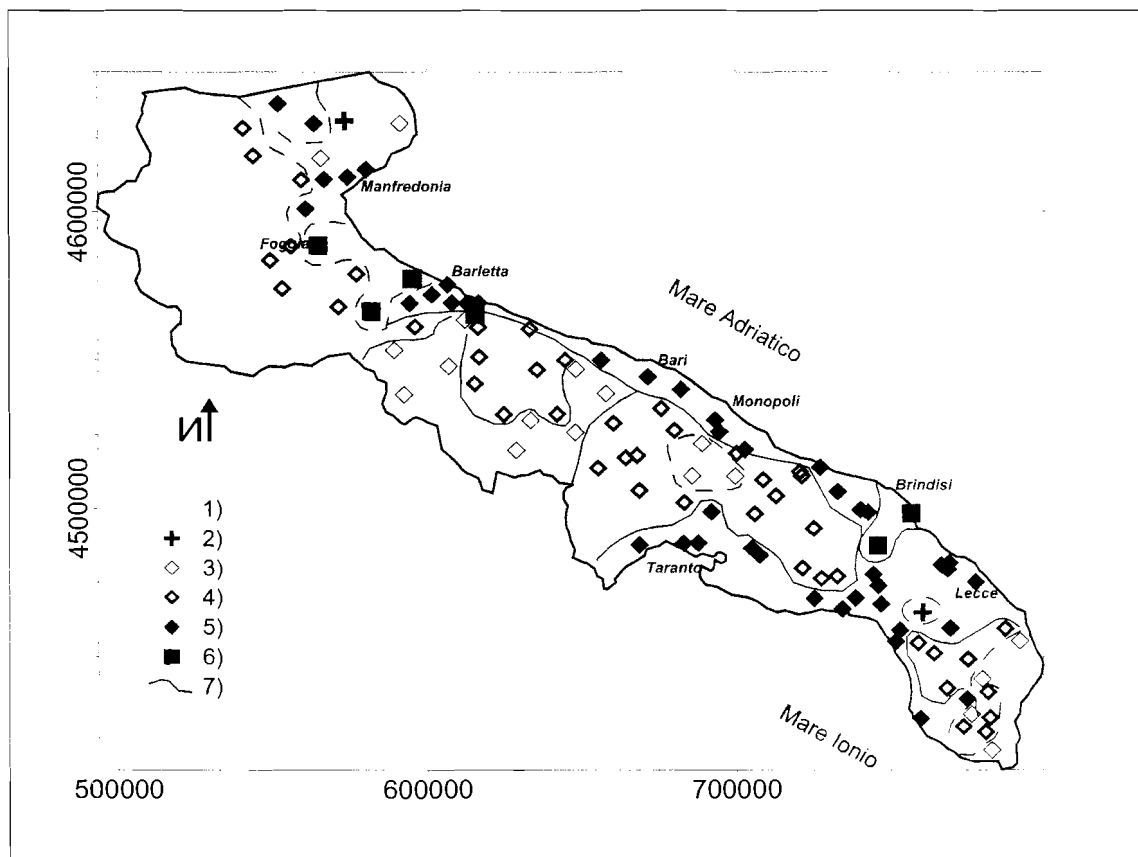 Manfredonia
4600000
Foggia
Barletta
Mare Adriatico
Bari
Monopoli
N
Brindisi
4500000
1)
2)
3)
4)
5)
6)
7)
Taranto
Lecce
Mare Ionio
500000 600000 700000